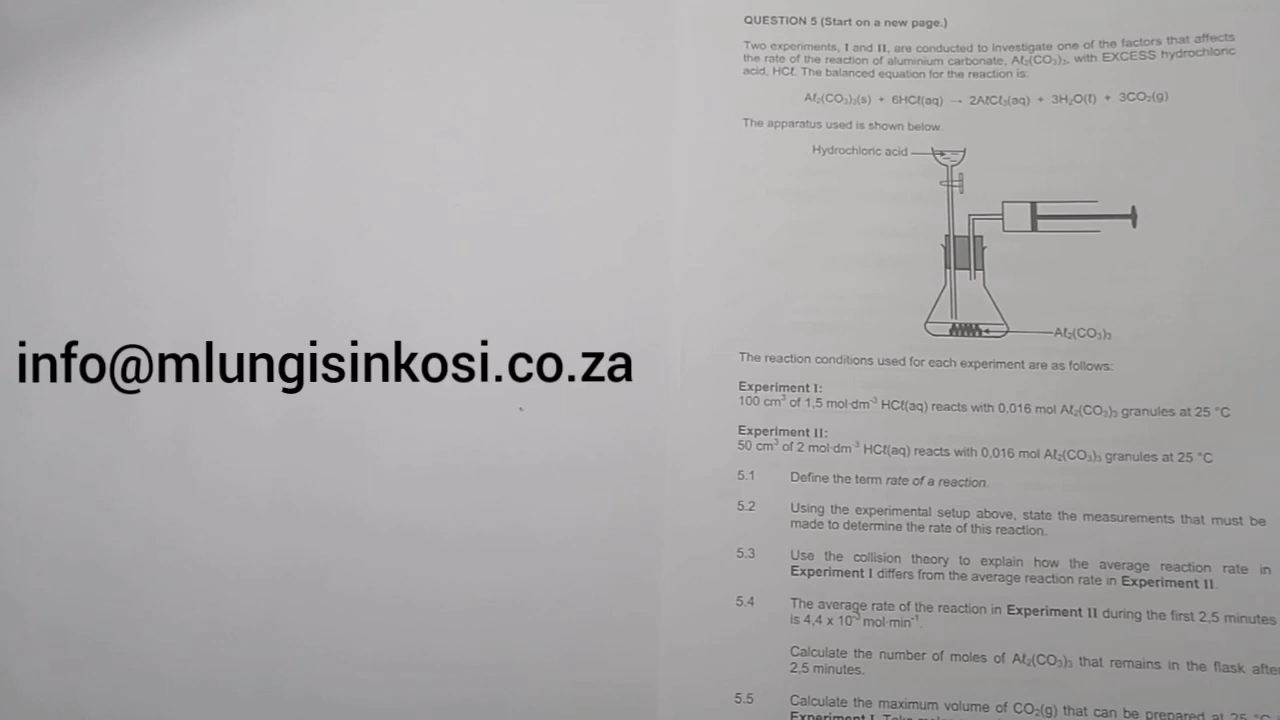 QUESTION 5 (Start on a new page.)
Two experiments, I and II, are conducted to investigate one of the factors that affects
the rate of the reaction of aluminium carbonate, Aℓ₂(CO₃)₃, with EXCESS hydrochloric
acid, HCℓ. The balanced equation for the reaction is:
Aℓ₂(CO₃)₃(s) + 6HCℓ(aq) → 2AℓCℓ₃(aq) + 3H₂O(ℓ) + 3CO₂(g)
The apparatus used is shown below.
Hydrochloric acid
Aℓ₂(CO₃)₃
info@mlungisinkosi.co.za
The reaction conditions used for each experiment are as follows:
Experiment I:
100 cm³ of 1,5 mol·dm⁻³ HCℓ(aq) reacts with 0,016 mol Aℓ₂(CO₃)₃ granules at 25 °C
Experiment II:
50 cm³ of 2 mol·dm⁻³ HCℓ(aq) reacts with 0,016 mol Aℓ₂(CO₃)₃ granules at 25 °C
5.1 Define the term rate of a reaction.
5.2 Using the experimental setup above, state the measurements that must be
made to determine the rate of this reaction.
5.3 Use the collision theory to explain how the average reaction rate in
Experiment I differs from the average reaction rate in Experiment II.
5.4 The average rate of the reaction in Experiment II during the first 2,5 minutes
is 4,4 x 10⁻³ mol·min⁻¹.
Calculate the number of moles of Aℓ₂(CO₃)₃ that remains in the flask after
2,5 minutes.
5.5 Calculate the maximum volume of CO₂(g) that can be prepared at 25 °C
Experiment I.